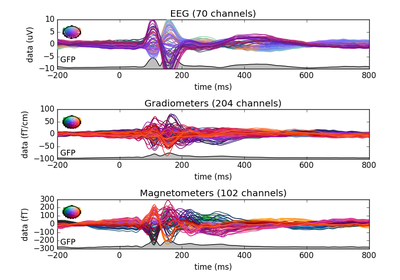 EEG (70 channels)
10
5
0
−5
−10
data (uV)
GFP
−200 0 200 400 600 800
time (ms)
Gradiometers (204 channels)
100
50
0
−50
−100
data (fT/cm)
GFP
−200 0 200 400 600 800
time (ms)
Magnetometers (102 channels)
300
200
100
0
−100
−200
−300
data (fT)
GFP
−200 0 200 400 600 800
time (ms)